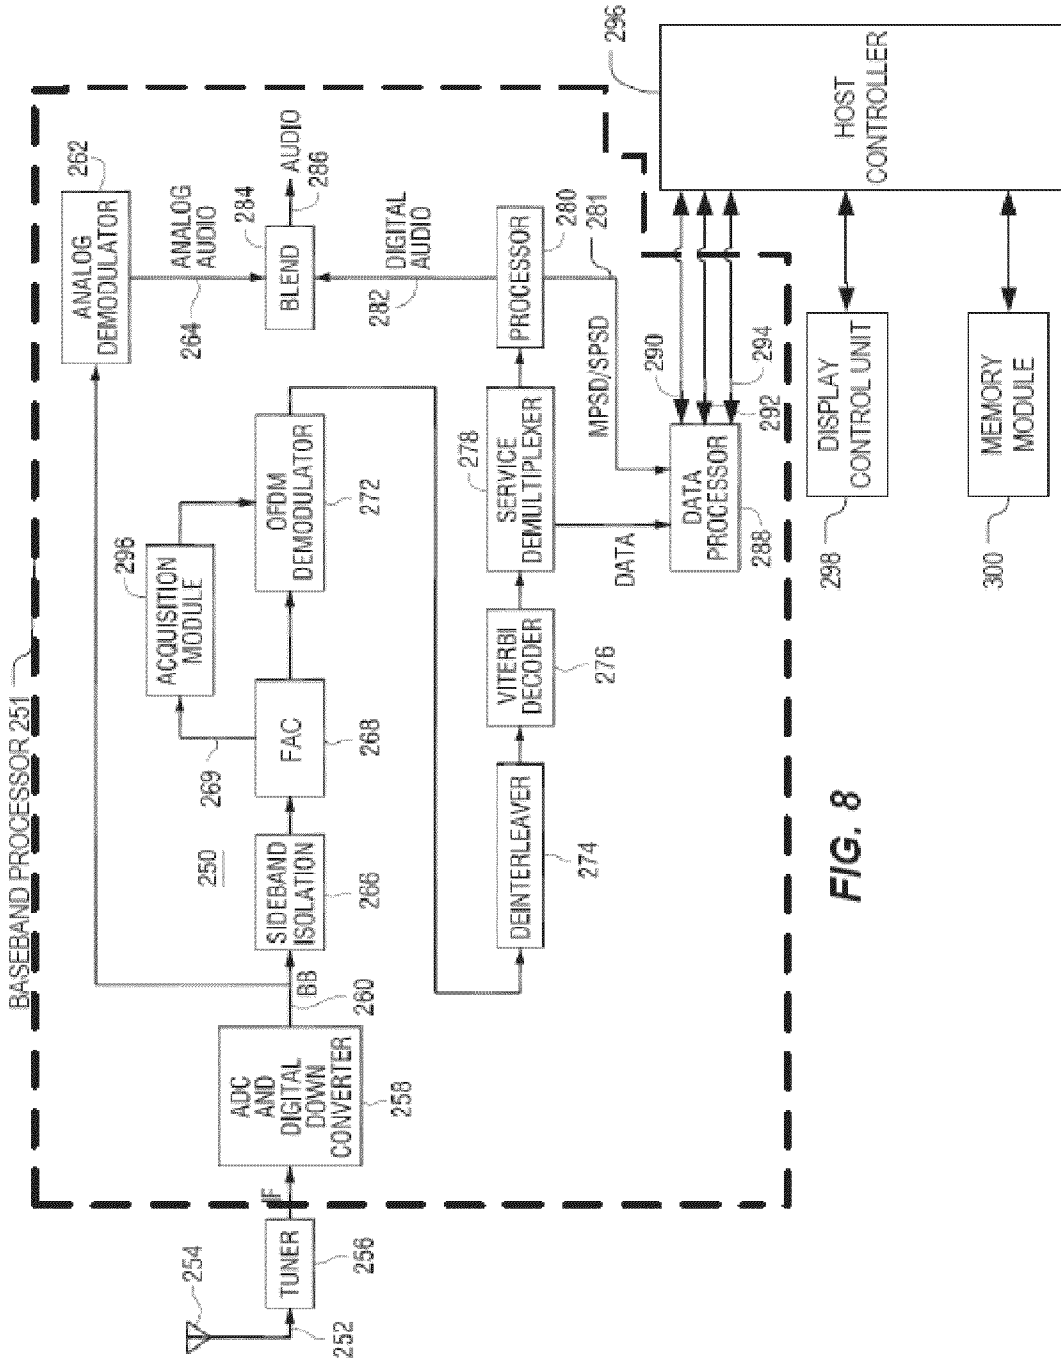 BASEBAND PROCESSOR 251
254
252
TUNER
256
IF
ADC
AND
DIGITAL
DOWN
CONVERTER
258
BB
260
250
SIDEBAND
ISOLATION
266
FAC
268
269
ACQUISITION
MODULE
296
OFDM
DEMODULATOR
272
ANALOG
DEMODULATOR
262
ANALOG
AUDIO
264
BLEND
284
AUDIO
286
DIGITAL
AUDIO
282
DEINTERLEAVER
274
VITERBI
DECODER
276
SERVICE
DEMULTIPLEXER
278
PROCESSOR
280
281
MPSD/SPSD
DATA
DATA
PROCESSOR
288
290
292
294
HOST
CONTROLLER
296
DISPLAY
CONTROL UNIT
298
MEMORY
MODULE
300
FIG. 8